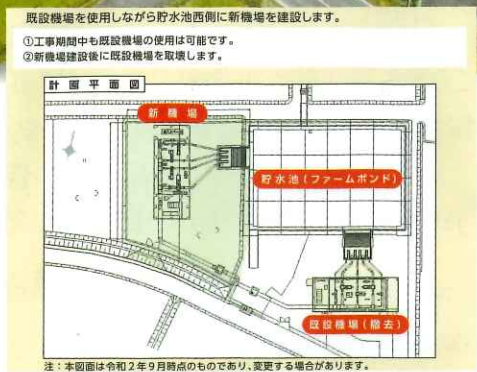 既設機場を使用しながら貯水池西側に新機場を建設します。
①工事期間中も既設機場の使用は可能です。
②新機場建設後に既設機場を取壊します。
計画平面図
新機場
貯水池(ファームポンド)
既設機場(撤去)
注：本図面は令和2年9月時点のものであり、変更する場合があります。